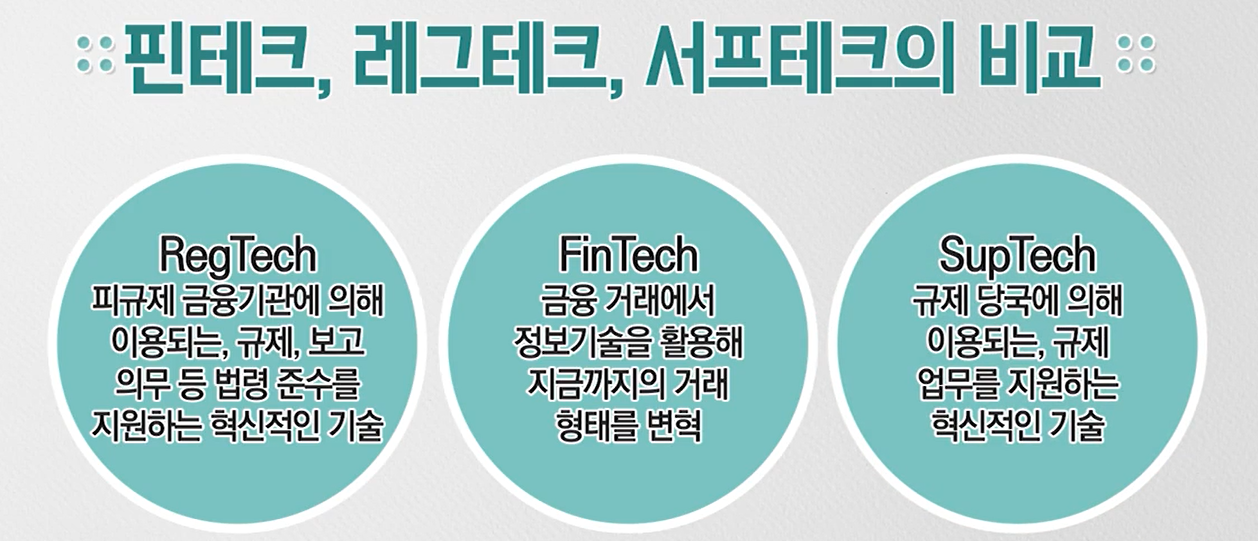 핀테크, 레그테크, 서프테크의 비교
RegTech
피규제 금융기관에 의해
이용되는, 규제, 보고
의무 등 법령 준수를
지원하는 혁신적인 기술
FinTech
금융 거래에서
정보기술을 활용해
지금까지의 거래
형태를 변혁
SupTech
규제 당국에 의해
이용되는, 규제
업무를 지원하는
혁신적인 기술